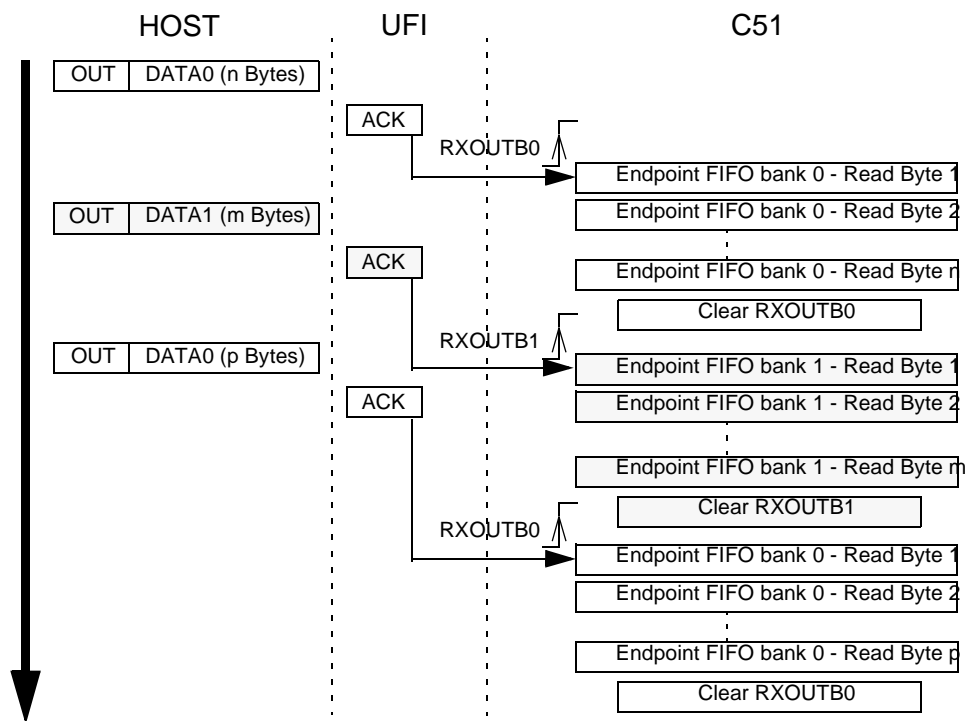 HOST UFI C51
OUT DATA0 (n Bytes)
ACK
RXOUTB0
Endpoint FIFO bank 0 - Read Byte 1
OUT DATA1 (m Bytes)
Endpoint FIFO bank 0 - Read Byte 2
ACK
Endpoint FIFO bank 0 - Read Byte n
Clear RXOUTB0
RXOUTB1
OUT DATA0 (p Bytes)
Endpoint FIFO bank 1 - Read Byte 1
ACK
Endpoint FIFO bank 1 - Read Byte 2
Endpoint FIFO bank 1 - Read Byte m
Clear RXOUTB1
RXOUTB0
Endpoint FIFO bank 0 - Read Byte 1
Endpoint FIFO bank 0 - Read Byte 2
Endpoint FIFO bank 0 - Read Byte p
Clear RXOUTB0